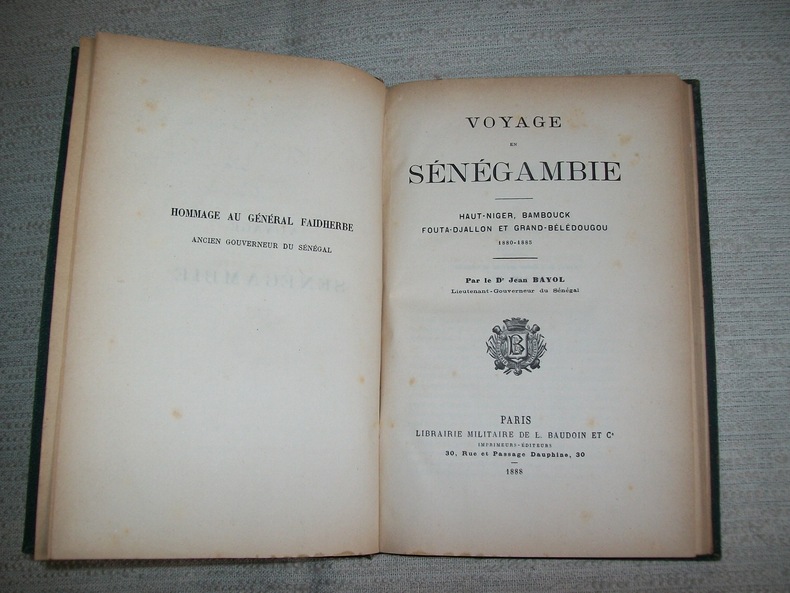 HOMMAGE AU GÉNÉRAL FAIDHERBE
ANCIEN GOUVERNEUR DU SÉNÉGAL
VOYAGE
EN
SÉNÉGAMBIE
HAUT-NIGER, BAMBOUCK
FOUTA-DJALLON ET GRAND-BÉLÉDOUGOU
1880-1885
Par le Dr Jean BAYOL
Lieutenant-Gouverneur du Sénégal
B
PARIS
LIBRAIRIE MILITAIRE DE L. BAUDOIN ET Ce
IMPRIMEURS-ÉDITEURS
30, Rue et Passage Dauphine, 30
1888